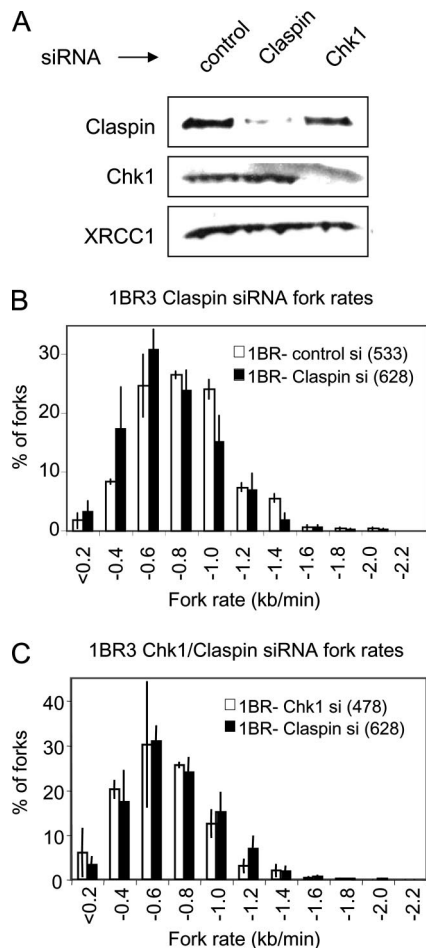 A
siRNA → control Claspin Chk1
Claspin
Chk1
XRCC1
B
1BR3 Claspin siRNA fork rates
1BR- control si (533)
1BR- Claspin si (628)
% of forks
30
20
10
0
<0.2 -0.4 -0.6 -0.8 -1.0 -1.2 -1.4 -1.6 -1.8 -2.0 -2.2
Fork rate (kb/min)
C
1BR3 Chk1/Claspin siRNA fork rates
1BR- Chk1 si (478)
1BR- Claspin si (628)
% of forks
40
30
20
10
0
<0.2 -0.4 -0.6 -0.8 -1.0 -1.2 -1.4 -1.6 -1.8 -2.0 -2.2
Fork rate (kb/min)